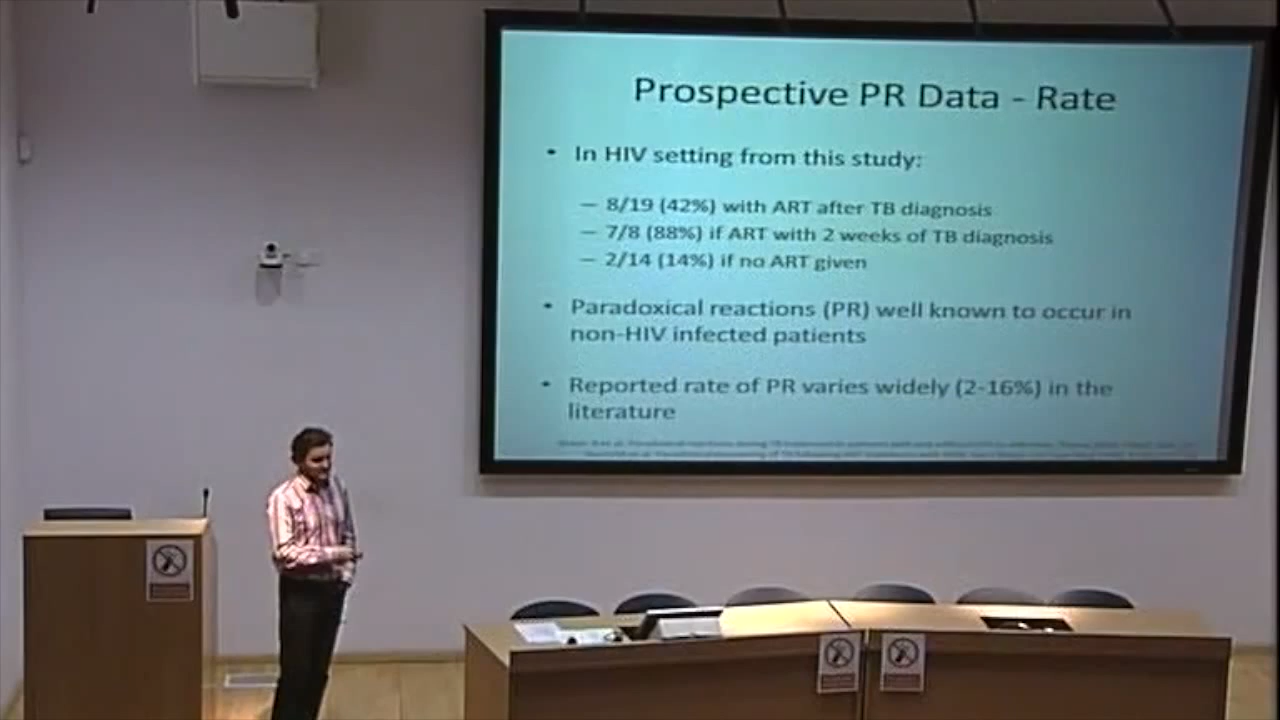 Prospective PR Data - Rate
• In HIV setting from this study:
– 8/19 (42%) with ART after TB diagnosis
– 7/8 (88%) if ART with 2 weeks of TB diagnosis
– 2/14 (14%) if no ART given
• Paradoxical reactions (PR) well known to occur in
non-HIV infected patients
• Reported rate of PR varies widely (2-16%) in the
literature